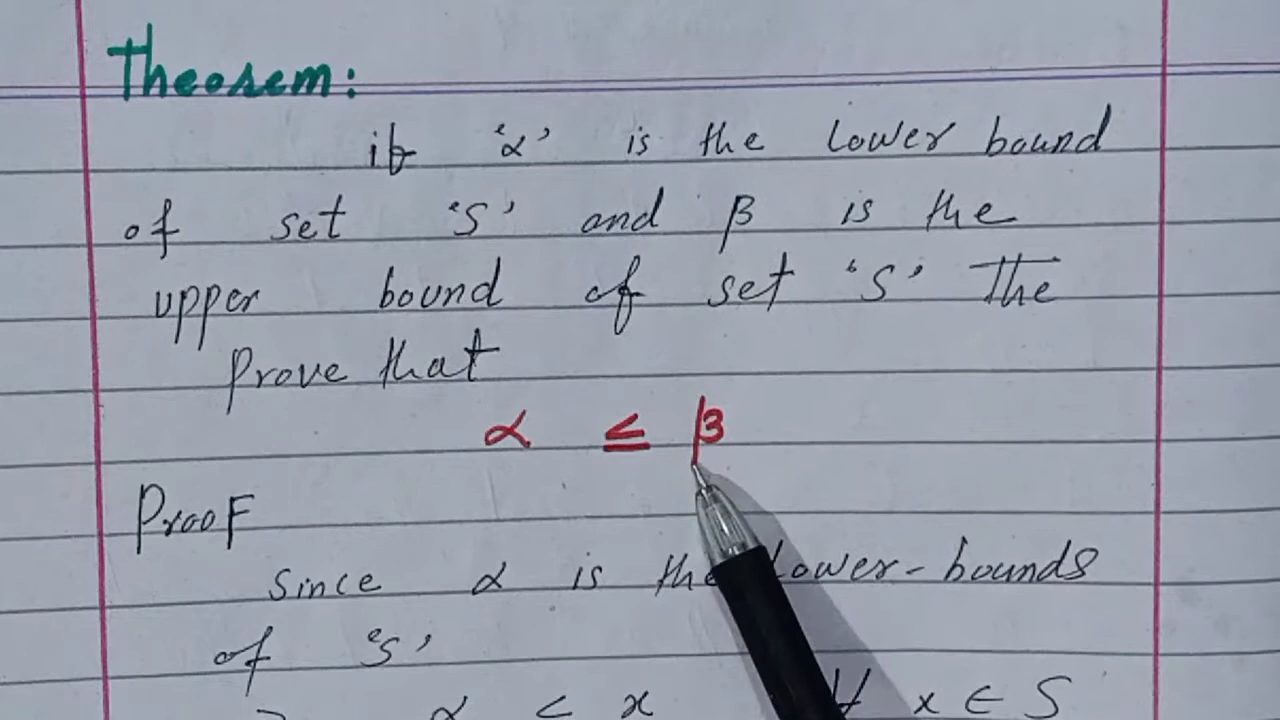 Theorem:
if 'α' is the lower bound
of set 'S' and β is the
upper bound of set 'S' The
Prove that
α ≤ β
Proof
Since α is the Lower-bounds
of 'S'
α < x ∀ x ∈ S